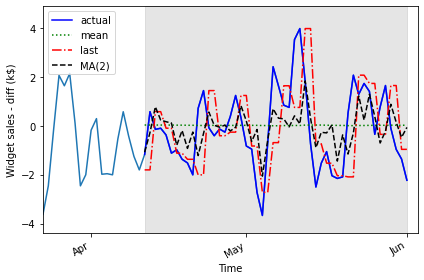 actual
mean
last
MA(2)
Widget sales - diff (k$)
4
2
0
−2
−4
Apr
May
Jun
Time